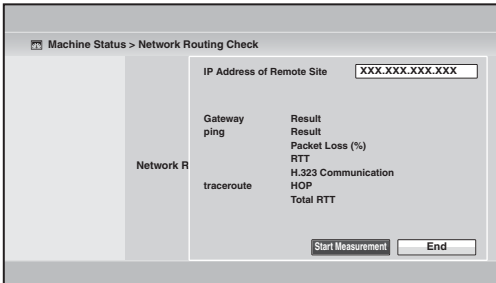 Machine Status > Network Routing Check
IP Address of Remote Site XXX.XXX.XXX.XXX
Gateway Result
ping Result
Packet Loss (%)
RTT
Network R
H.323 Communication
traceroute HOP
Total RTT
Start Measurement End